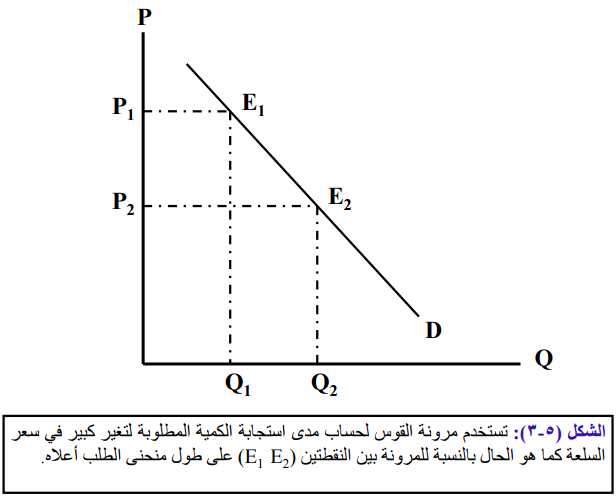 P
P₁
E₁
P₂
E₂
D
Q
Q₁
Q₂
الشكل (٥-٣): تستخدم مرونة القوس لحساب مدى استجابة الكمية المطلوبة لتغير كبير في سعر
السلعة كما هو الحال بالنسبة للمرونة بين النقطتين (E₁ E₂) على طول منحنى الطلب أعلاه.